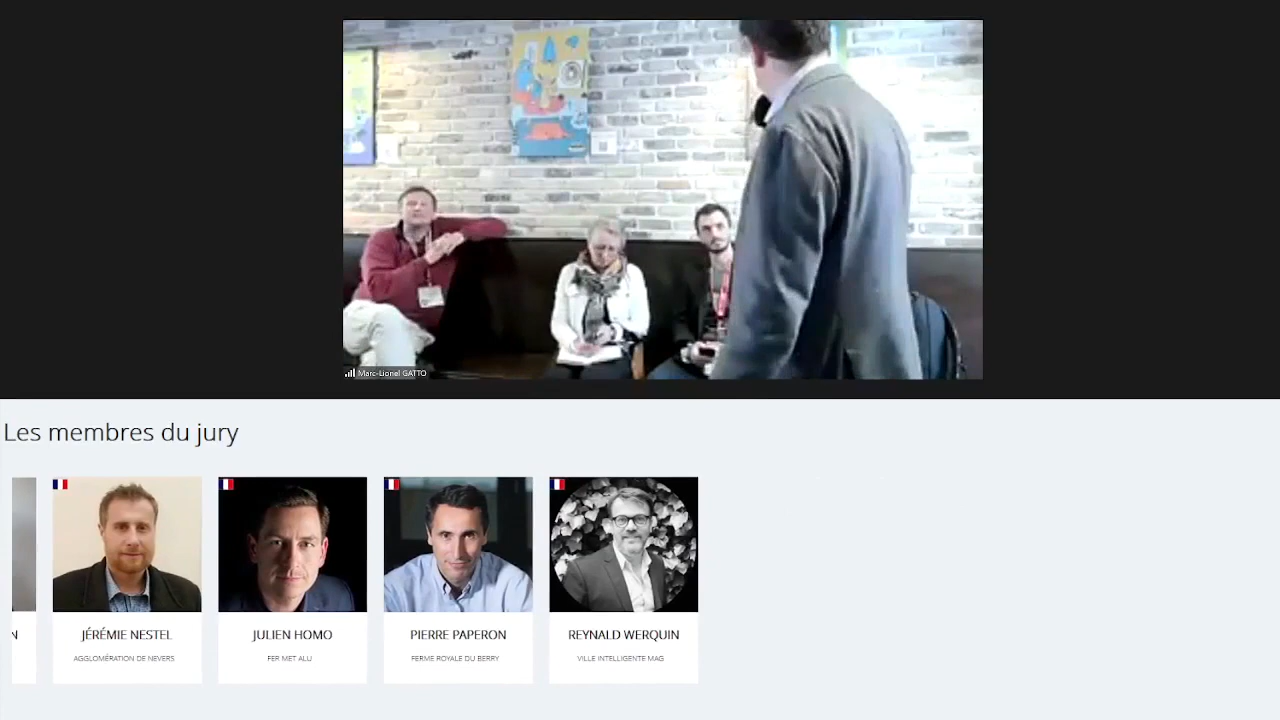 Marc-Lionel GATTO
Les membres du jury
N
JÉRÉMIE NESTEL
AGGLOMÉRATION DE NEVERS
JULIEN HOMO
FER MET ALU
PIERRE PAPERON
FERME ROYALE DU BERRY
REYNALD WERQUIN
VILLE INTELLIGENTE MAG